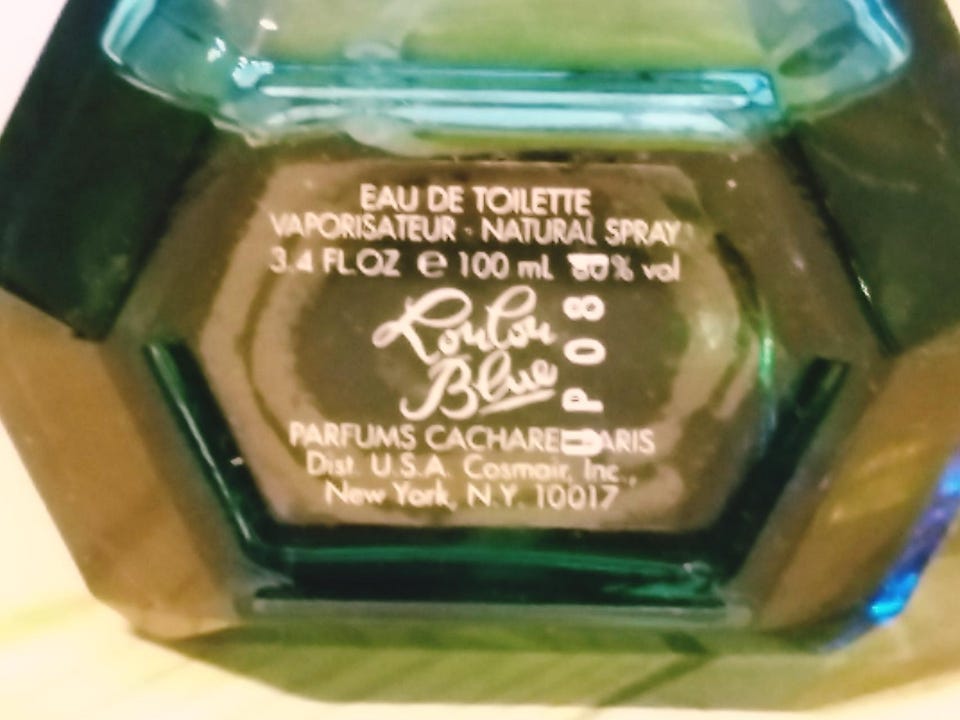 EAU DE TOILETTE
VAPORISATEUR - NATURAL SPRAY
3.4 FL.OZ e 100 mL % vol
Loulou
Blue
PARFUMS CACHAREL PARIS
Dist. U.S.A. Cosmair, Inc.,
New York, N.Y. 10017